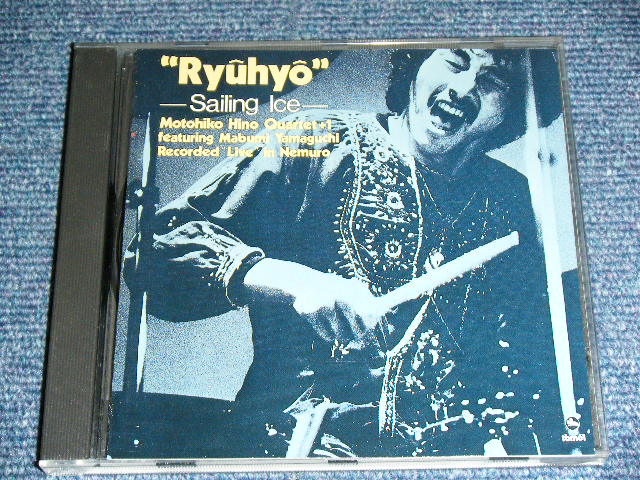 “Ryûhyô”
—Sailing Ice—
Motohiko Hino Quartet+1
featuring Mabumi Yamaguchi
Recorded 'Live' in Nemuro